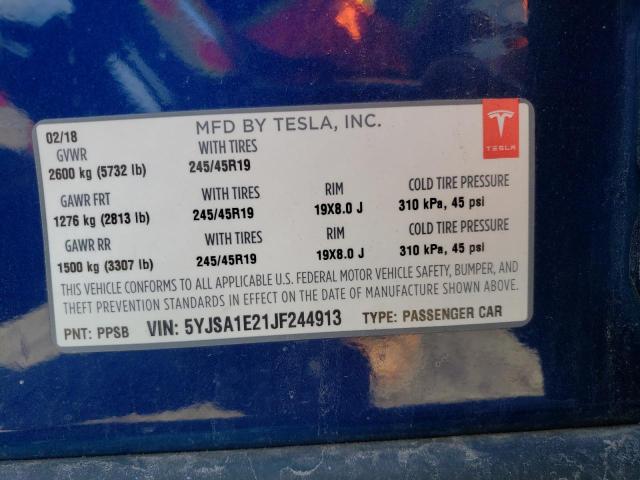 02/18 MFD BY TESLA, INC.
TESLA
GVWR WITH TIRES
2600 kg (5732 lb) 245/45R19
GAWR FRT WITH TIRES RIM COLD TIRE PRESSURE
1276 kg (2813 lb) 245/45R19 19X8.0 J 310 kPa, 45 psi
GAWR RR WITH TIRES RIM COLD TIRE PRESSURE
1500 kg (3307 lb) 245/45R19 19X8.0 J 310 kPa, 45 psi
THIS VEHICLE CONFORMS TO ALL APPLICABLE U.S. FEDERAL MOTOR VEHICLE SAFETY, BUMPER, AND
THEFT PREVENTION STANDARDS IN EFFECT ON THE DATE OF MANUFACTURE SHOWN ABOVE.
PNT: PPSB VIN: 5YJSA1E21JF244913 TYPE: PASSENGER CAR